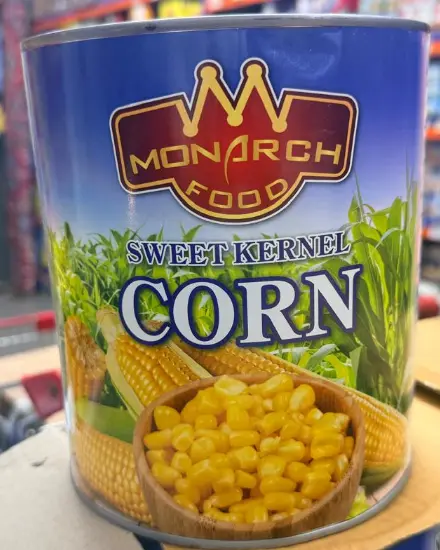 MONARCH
FOOD
SWEET KERNEL
CORN